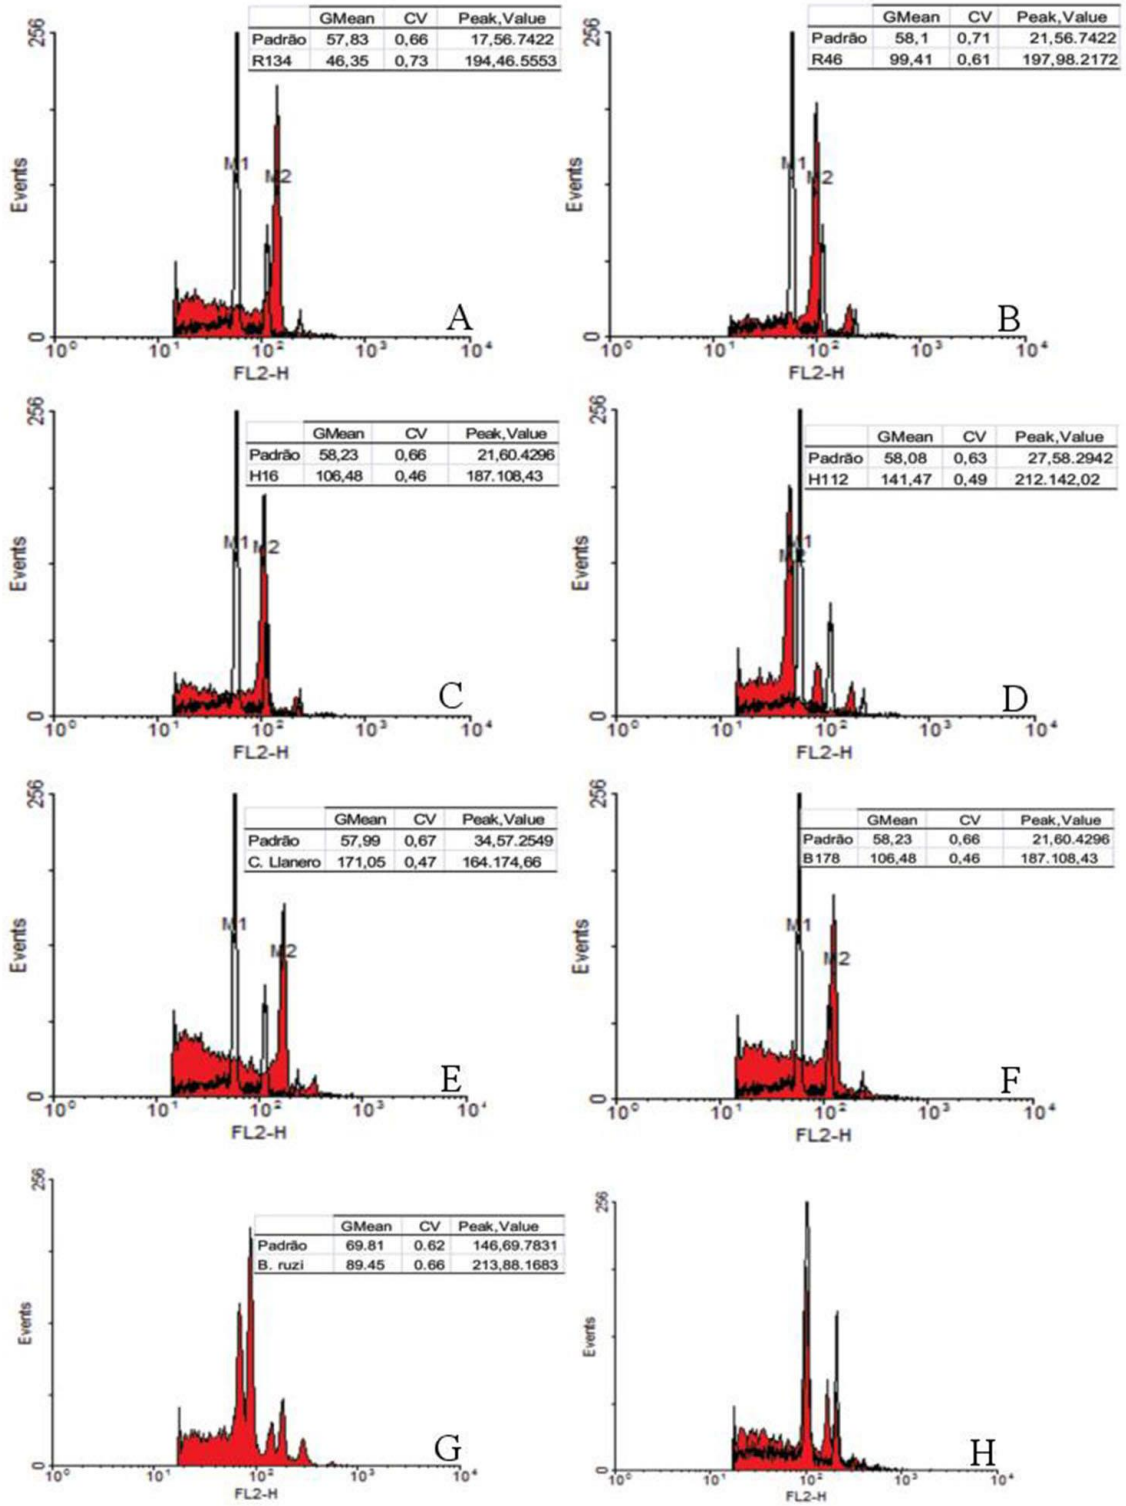 GMean CV Peak,Value
Padrão 57,83 0,66 17,56.7422
R134 46,35 0,73 194,46.5553
256
Events
M1
M2
0
10⁰ 10¹ 10² 10³ 10⁴
FL2-H
A
GMean CV Peak,Value
Padrão 58,1 0,71 21,56.7422
R46 99,41 0,61 197,98.2172
256
Events
M1
M2
0
10⁰ 10¹ 10² 10³ 10⁴
FL2-H
B
256
GMean CV Peak,Value
Padrão 58,23 0,66 21,60.4296
H16 106,48 0,46 187.108,43
Events
M1 M2
0
10⁰ 10¹ 10² 10³ 10⁴
FL2-H
C
256
GMean CV Peak,Value
Padrão 58,08 0,63 27,58.2942
H112 141,47 0,49 212.142,02
Events
M1
M2
0
10⁰ 10¹ 10² 10³ 10⁴
FL2-H
D
256
GMean CV Peak,Value
Padrão 57,99 0,67 34,57.2549
C. Llanero 171,05 0,47 164.174,66
Events
M1
M2
0
10⁰ 10¹ 10² 10³ 10⁴
FL2-H
E
256
GMean CV Peak,Value
Padrão 58,23 0,66 21,60.4296
B178 106,48 0,46 187.108,43
Events
M1
M2
0
10⁰ 10¹ 10² 10³ 10⁴
FL2-H
F
256
GMean CV Peak,Value
Padrão 69.81 0.62 146,69.7831
B. ruzi 89.45 0.66 213,88.1683
Events
0
10⁰ 10¹ 10² 10³ 10⁴
FL2-H
G
256
Events
0
10⁰ 10¹ 10² 10³ 10⁴
FL2-H
H